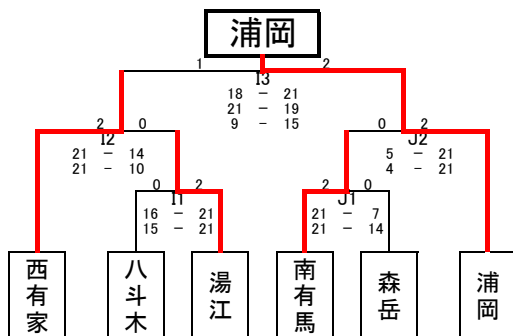 浦岡
1 2
I3
18 － 21
21 － 19
9 － 15
2 0 0 2
I2 J2
21 － 14 5 － 21
21 － 10 4 － 21
0 2 2 0
I1 J1
16 － 21 21 － 7
15 － 21 21 － 14
西有家 八斗木 湯江 南有馬 森岳 浦岡